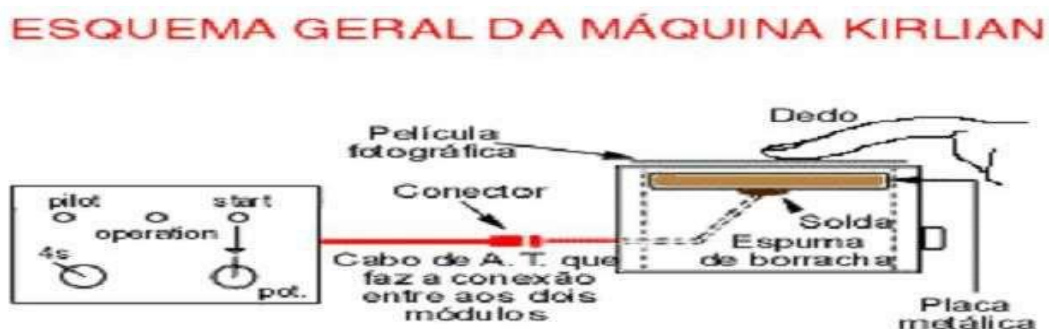 ESQUEMA GERAL DA MÁQUINA KIRLIAN
Dedo
Película
fotográfica
Conector
pilot
start
operation
4s
pot.
Cabo de A.T. que
faz a conexão
entre aos dois
módulos
Solda
Espuma
de borracha
Placa
metálica